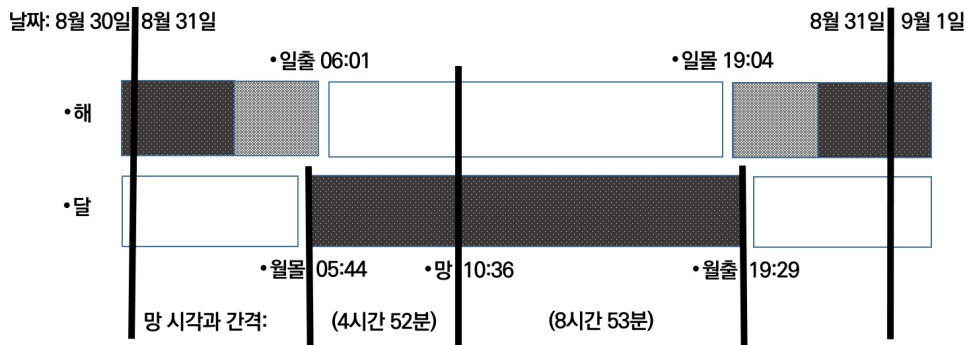 날짜: 8월 30일 8월 31일 8월 31일 9월 1일
•일출 06:01 •일몰 19:04
•해
•달
•월몰 05:44 •망 10:36 •월출 19:29
망 시각과 간격: (4시간 52분) (8시간 53분)